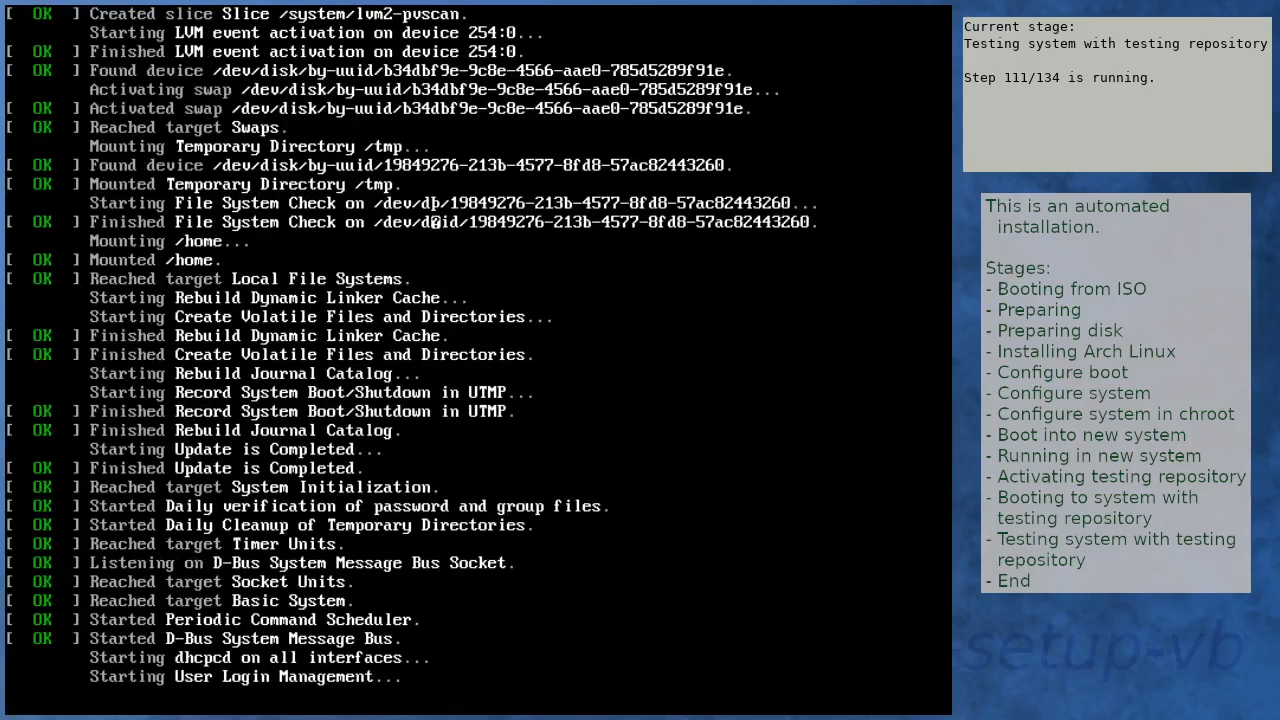 [  OK  ] Created slice Slice /system/lvm2-pvscan.
Starting LVM event activation on device 254:0...
[  OK  ] Finished LVM event activation on device 254:0.
[  OK  ] Found device /dev/disk/by-uuid/b34dbf9e-9c8e-4566-aae0-785d5289f91e.
Activating swap /dev/disk/by-uuid/b34dbf9e-9c8e-4566-aae0-785d5289f91e...
[  OK  ] Activated swap /dev/disk/by-uuid/b34dbf9e-9c8e-4566-aae0-785d5289f91e.
[  OK  ] Reached target Swaps.
Mounting Temporary Directory /tmp...
[  OK  ] Found device /dev/disk/by-uuid/19849276-213b-4577-8fd8-57ac82443260.
[  OK  ] Mounted Temporary Directory /tmp.
Starting File System Check on /dev/d/19849276-213b-4577-8fd8-57ac82443260...
[  OK  ] Finished File System Check on /dev/d�id/19849276-213b-4577-8fd8-57ac82443260.
Mounting /home...
[  OK  ] Mounted /home.
[  OK  ] Reached target Local File Systems.
Starting Rebuild Dynamic Linker Cache...
Starting Create Volatile Files and Directories...
[  OK  ] Finished Rebuild Dynamic Linker Cache.
[  OK  ] Finished Create Volatile Files and Directories.
Starting Rebuild Journal Catalog...
Starting Record System Boot/Shutdown in UTMP...
[  OK  ] Finished Record System Boot/Shutdown in UTMP.
[  OK  ] Finished Rebuild Journal Catalog.
Starting Update is Completed...
[  OK  ] Finished Update is Completed.
[  OK  ] Reached target System Initialization.
[  OK  ] Started Daily verification of password and group files.
[  OK  ] Started Daily Cleanup of Temporary Directories.
[  OK  ] Reached target Timer Units.
[  OK  ] Listening on D-Bus System Message Bus Socket.
[  OK  ] Reached target Socket Units.
[  OK  ] Reached target Basic System.
[  OK  ] Started Periodic Command Scheduler.
[  OK  ] Started D-Bus System Message Bus.
Starting dhcpcd on all interfaces...
Starting User Login Management...
Current stage:
Testing system with testing repository
Step 111/134 is running.
This is an automated
installation.
Stages:
- Booting from ISO
- Preparing
- Preparing disk
- Installing Arch Linux
- Configure boot
- Configure system
- Configure system in chroot
- Boot into new system
- Running in new system
- Activating testing repository
- Booting to system with
testing repository
- Testing system with testing
repository
- End
setup-vb